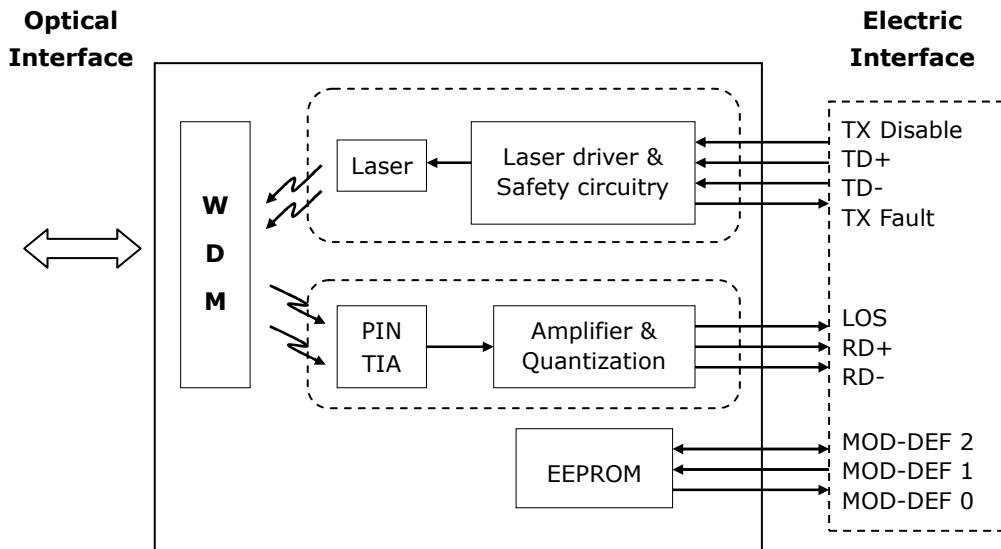 Optical
Interface
Electric
Interface
W
D
M
Laser
Laser driver &
Safety circuitry
TX Disable
TD+
TD-
TX Fault
PIN
TIA
Amplifier &
Quantization
LOS
RD+
RD-
EEPROM
MOD-DEF 2
MOD-DEF 1
MOD-DEF 0